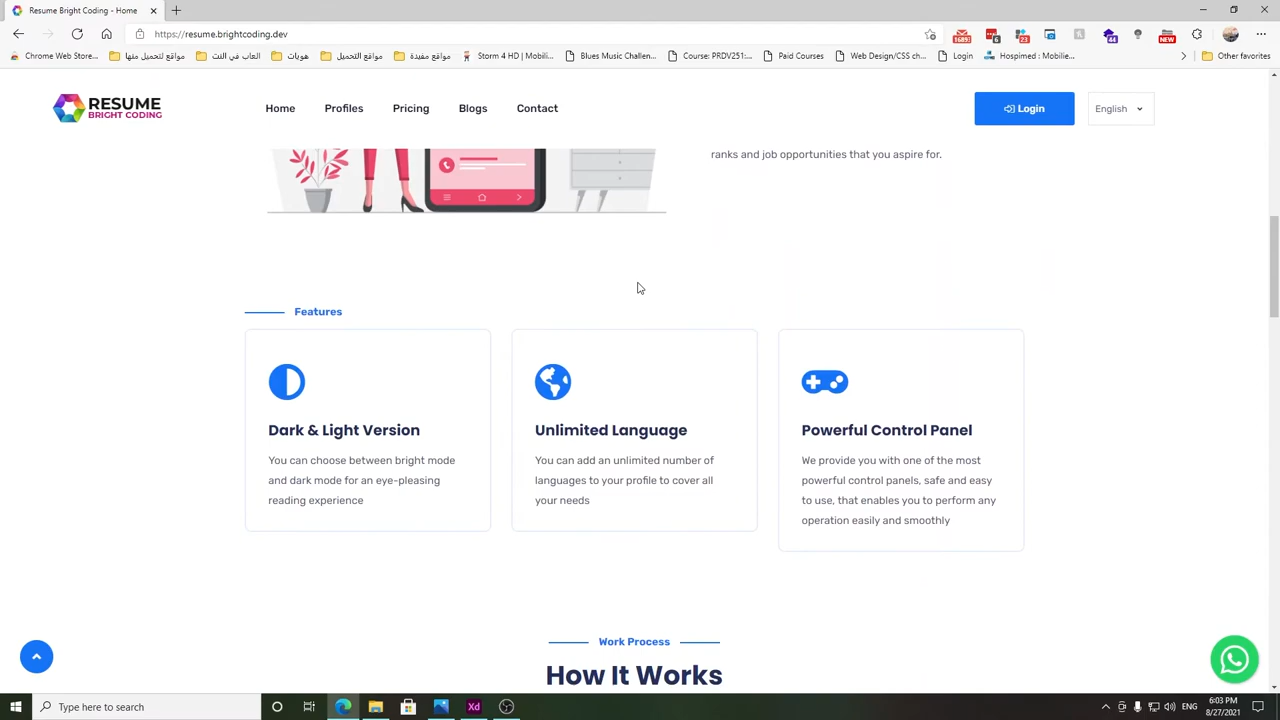 Resume Bright Coding - Home
https://resume.brightcoding.dev
16893
6
23
44
NEW
Chrome Web Store...
مواقع لتحميل منها
كتاب في النت
هويات
مواقع التحميل
مواقع مفيدة
Storm 4 HD | Mobili...
Blues Music Challen...
Course: PRDV251:...
Paid Courses
Web Design/CSS ch...
Login
Hospimed : Mobilie...
Other favorites
RESUME
BRIGHT CODING
Home
Profiles
Pricing
Blogs
Contact
Login
English
ranks and job opportunities that you aspire for.
Features
Dark & Light Version
You can choose between bright mode
and dark mode for an eye-pleasing
reading experience
Unlimited Language
You can add an unlimited number of
languages to your profile to cover all
your needs
Powerful Control Panel
We provide you with one of the most
powerful control panels, safe and easy
to use, that enables you to perform any
operation easily and smoothly
Work Process
How It Works
Type here to search
Xd
ENG
6:03 PM
8/27/2021